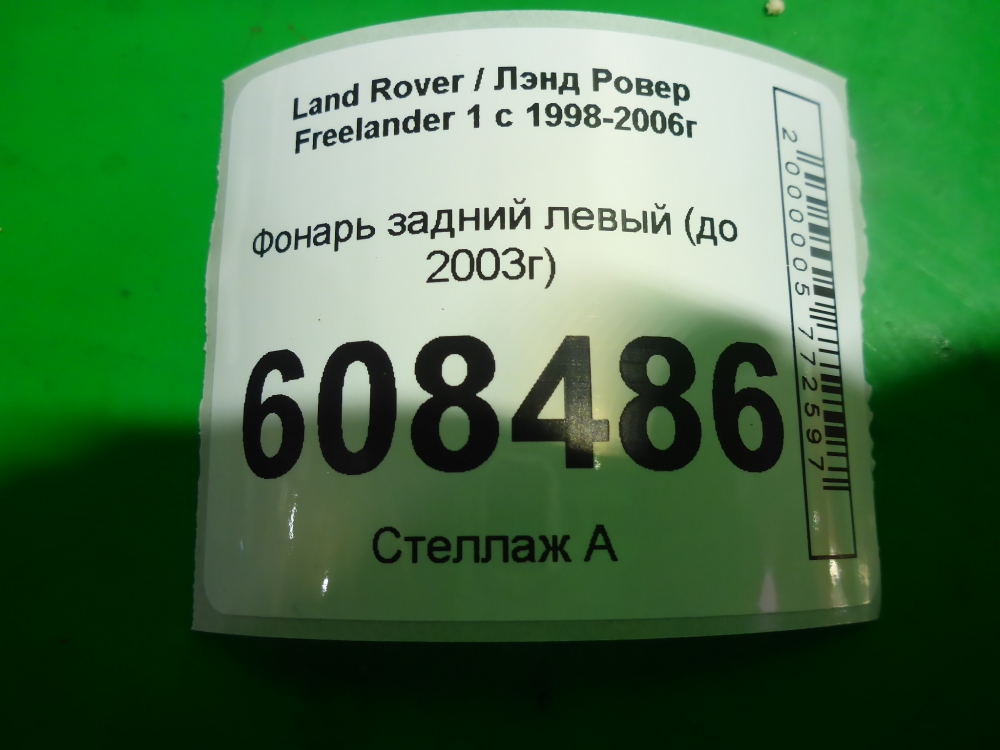 Land Rover / Лэнд Ровер
Freelander 1 с 1998-2006г
Фонарь задний левый (до
2003г)
608486
Стеллаж А
2000005772597